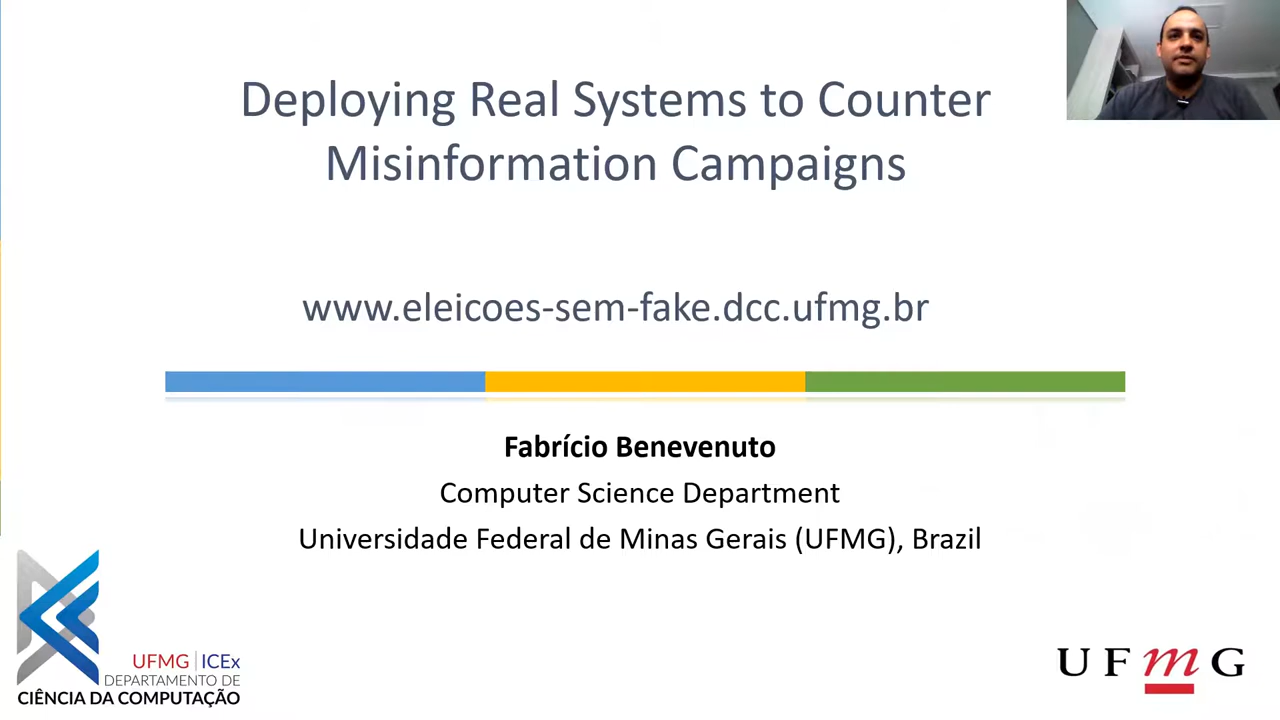 Deploying Real Systems to Counter
Misinformation Campaigns
www.eleicoes-sem-fake.dcc.ufmg.br
Fabrício Benevenuto
Computer Science Department
Universidade Federal de Minas Gerais (UFMG), Brazil
UFMG | ICEx
DEPARTAMENTO DE
CIÊNCIA DA COMPUTAÇÃO
UFmG